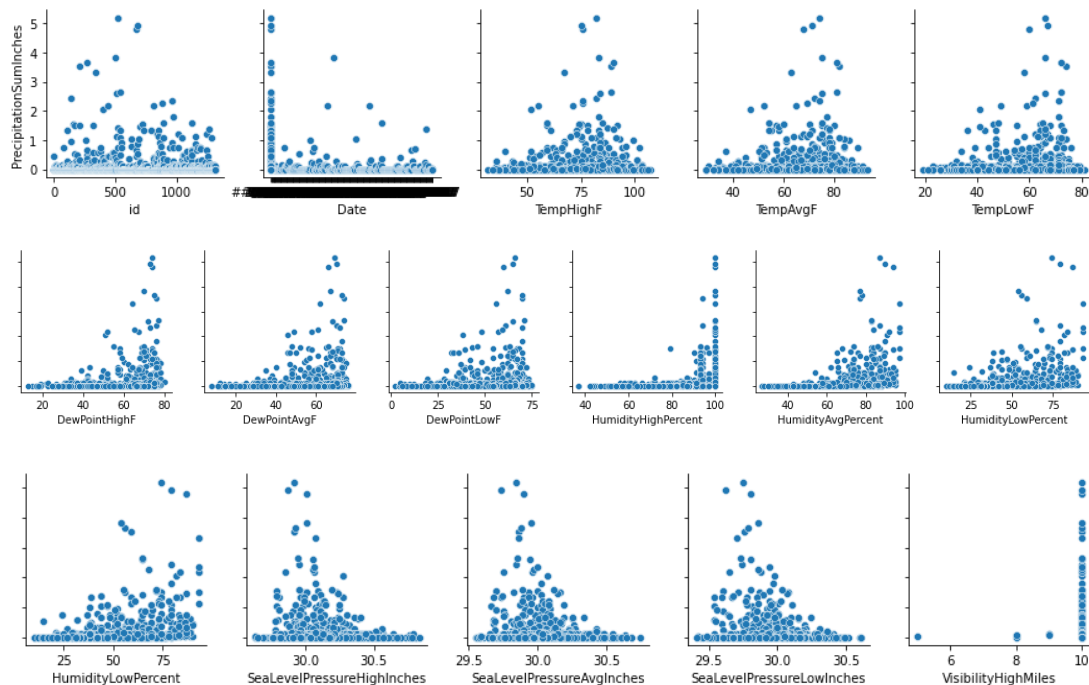 PrecipitationSumInches
5
4
3
2
1
0
0 500 1000
id
##
Date
50 75 100
TempHighF
40 60 80
TempAvgF
20 40 60 80
TempLowF
20 40 60 80
DewPointHighF
20 40 60
DewPointAvgF
0 25 50 75
DewPointLowF
40 60 80 100
HumidityHighPercent
40 60 80 100
HumidityAvgPercent
25 50 75
HumidityLowPercent
25 50 75
HumidityLowPercent
30.0 30.5
SeaLevelPressureHighInches
29.5 30.0 30.5
SeaLevelPressureAvgInches
29.5 30.0 30.5
SeaLevelPressureLowInches
6 8 10
VisibilityHighMiles